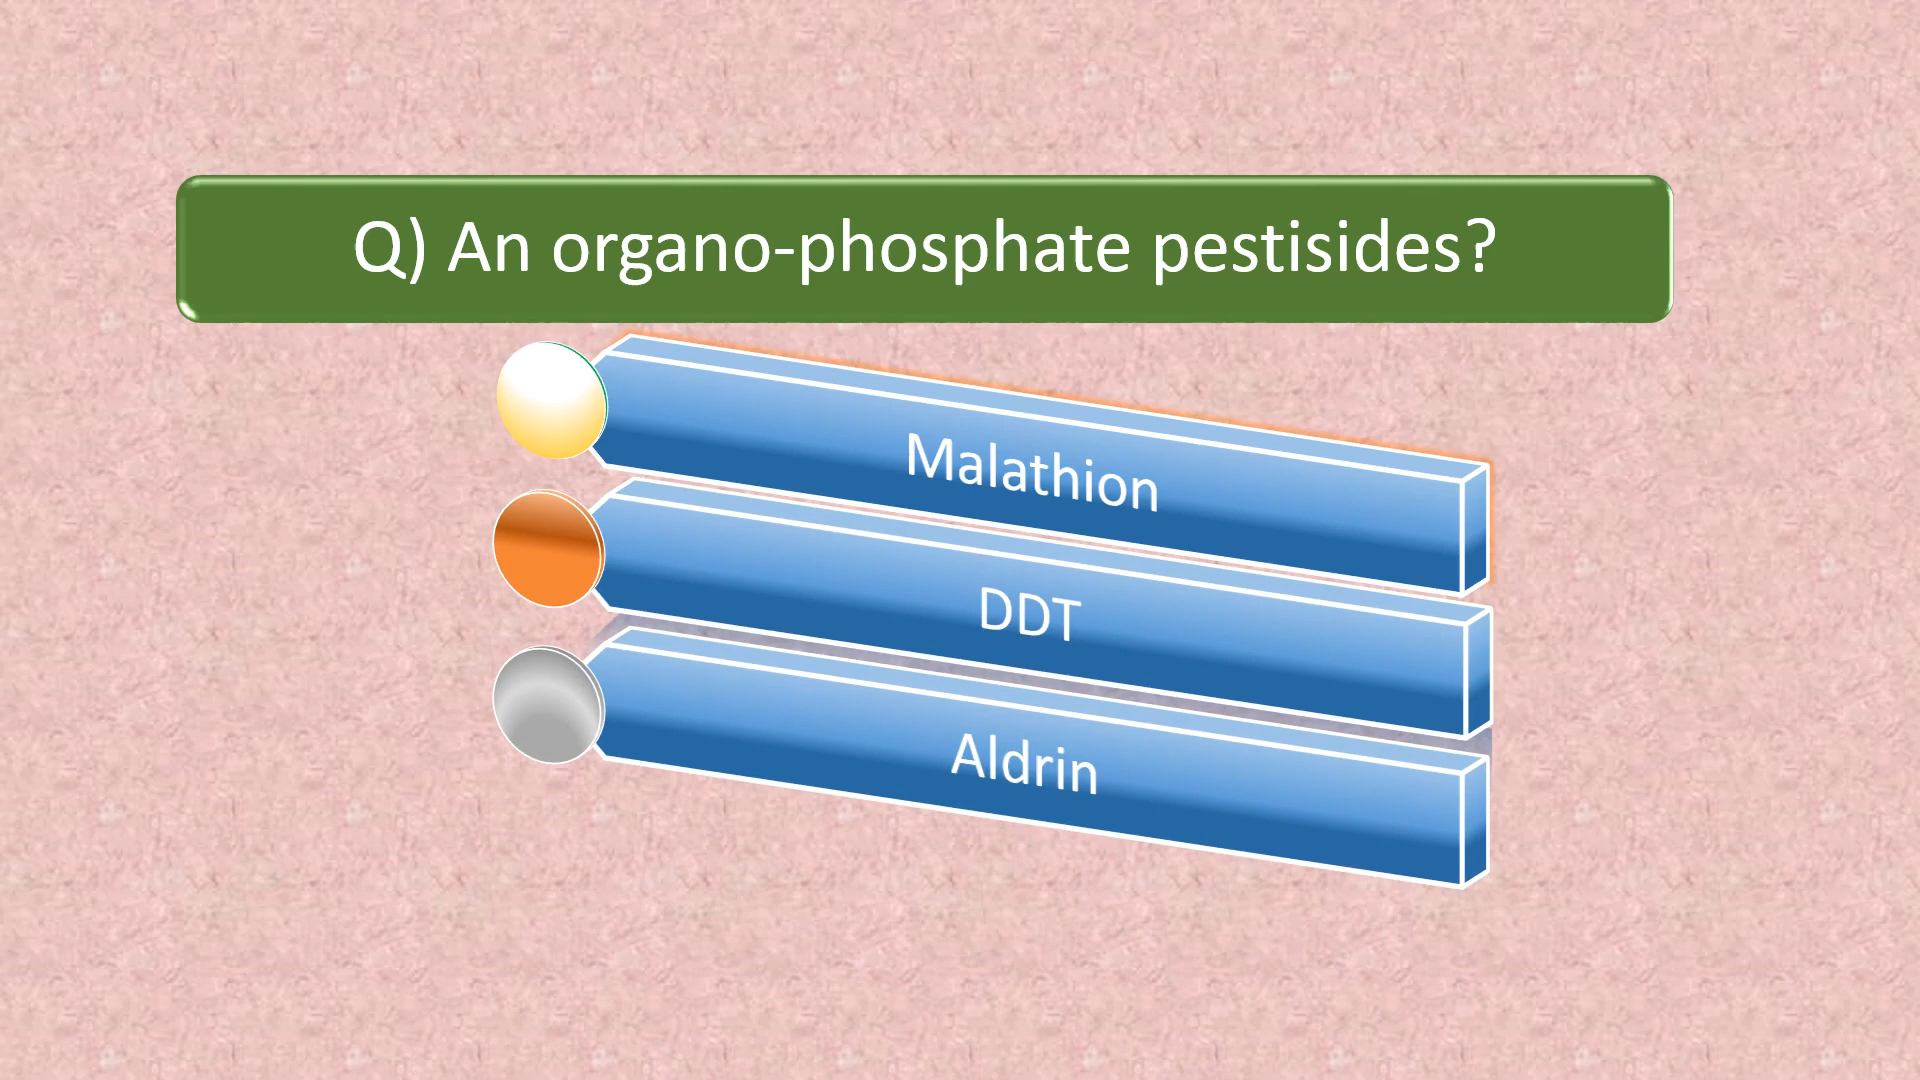 Q) An organo-phosphate pestisides?
Malathion
DDT
Aldrin